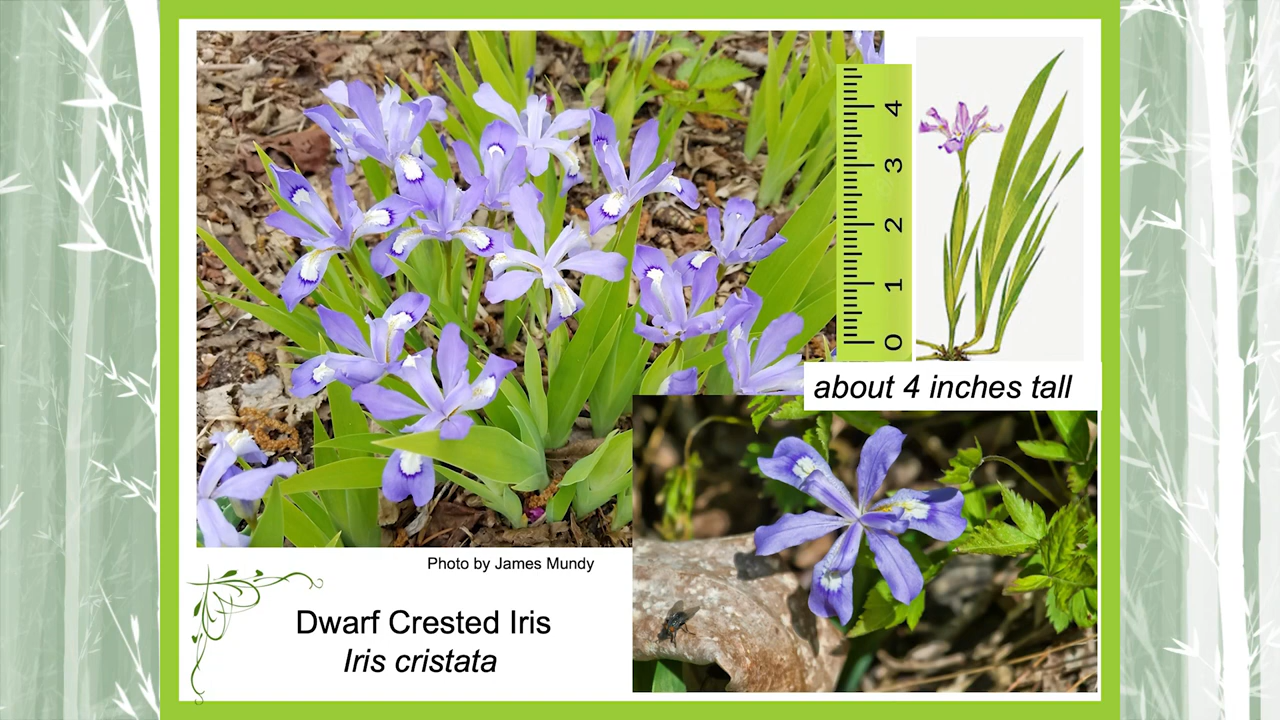 4
3
2
1
0
about 4 inches tall
Photo by James Mundy
Dwarf Crested Iris
Iris cristata